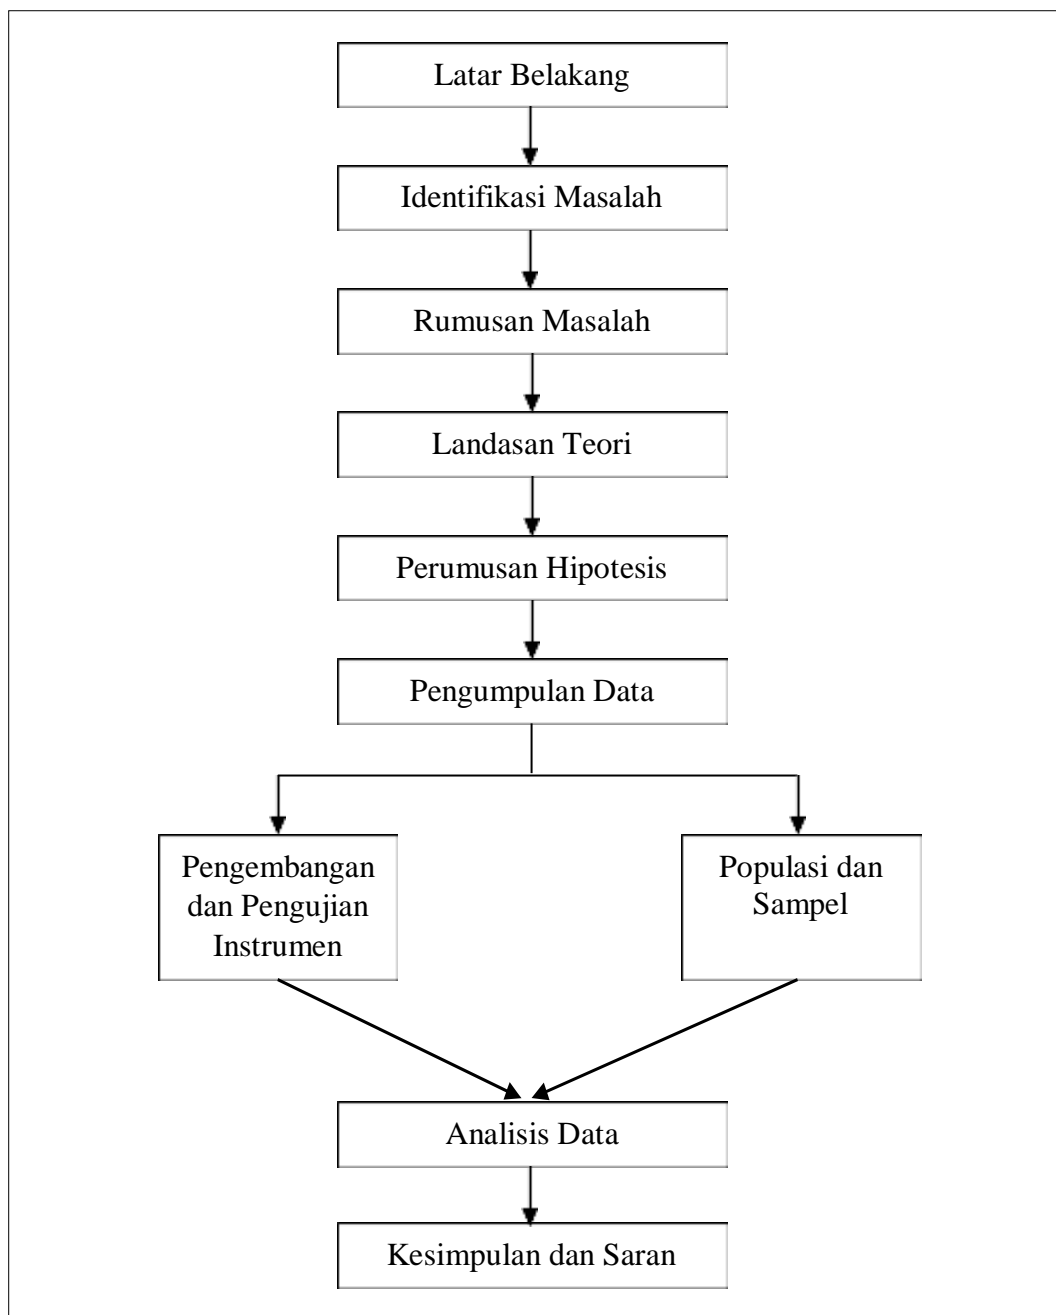 Latar Belakang
Identifikasi Masalah
Rumusan Masalah
Landasan Teori
Perumusan Hipotesis
Pengumpulan Data
Pengembangan
dan Pengujian
Instrumen
Populasi dan
Sampel
Analisis Data
Kesimpulan dan Saran